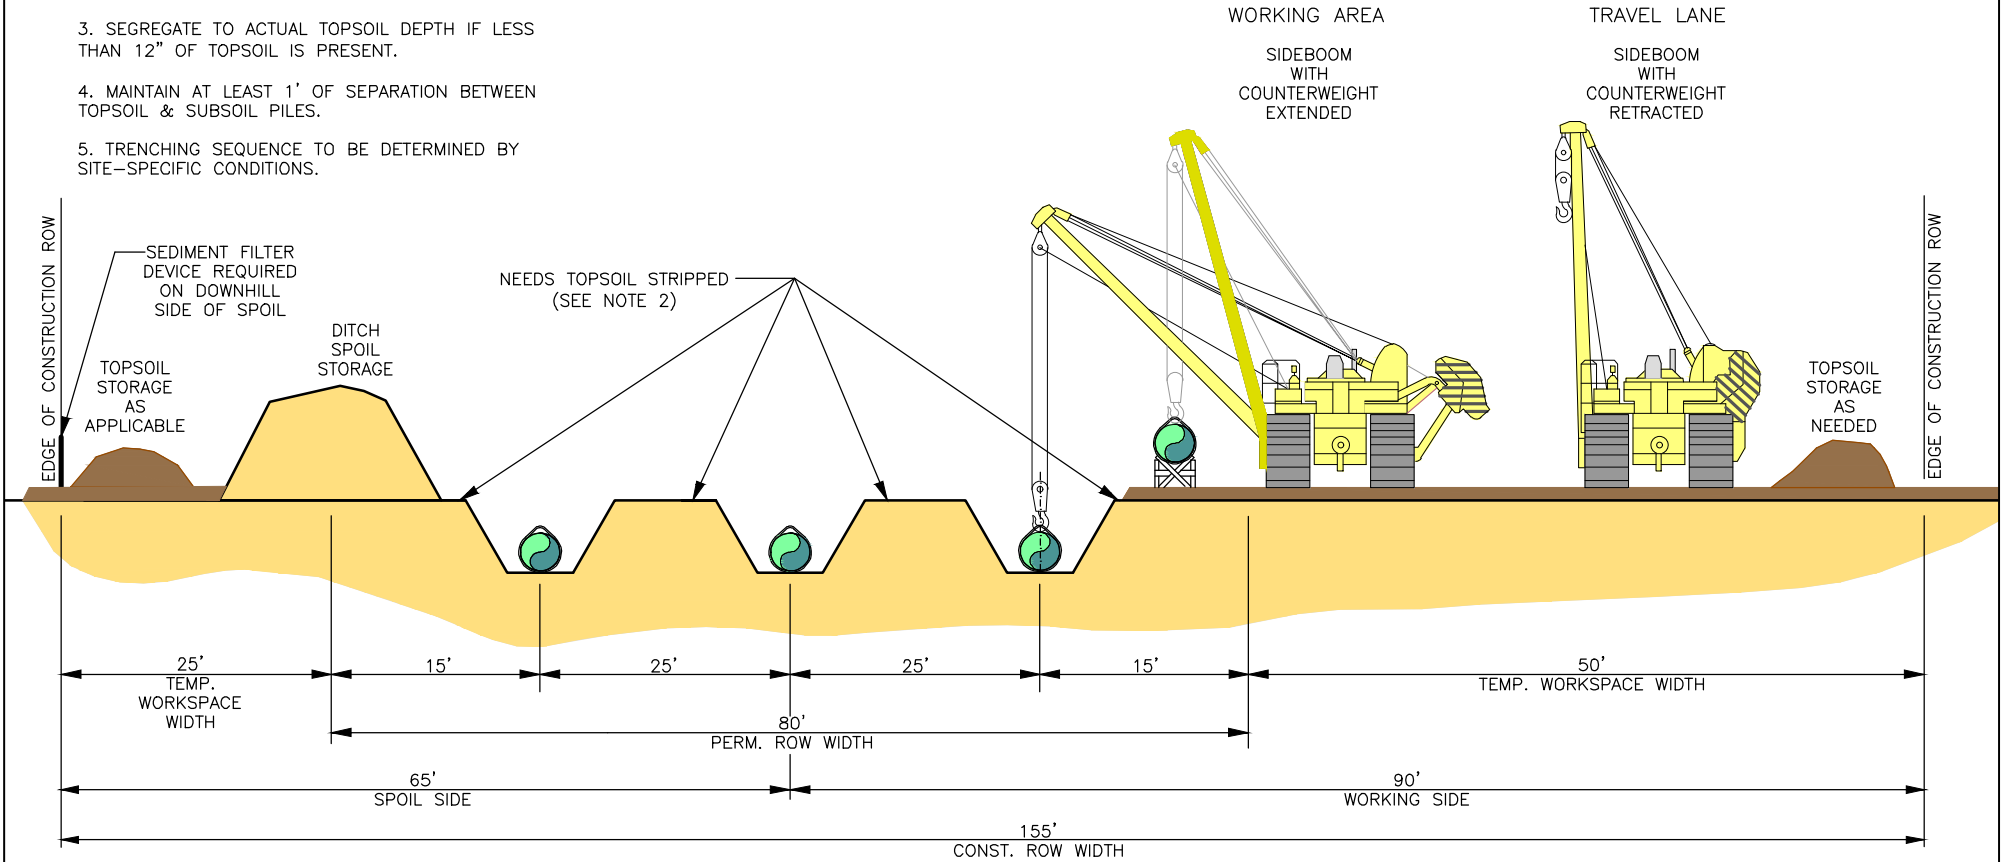 3. SEGREGATE TO ACTUAL TOPSOIL DEPTH IF LESS
THAN 12” OF TOPSOIL IS PRESENT.
4. MAINTAIN AT LEAST 1’ OF SEPARATION BETWEEN
TOPSOIL & SUBSOIL PILES.
5. TRENCHING SEQUENCE TO BE DETERMINED BY
SITE–SPECIFIC CONDITIONS.
WORKING AREA
SIDEBOOM
WITH
COUNTERWEIGHT
EXTENDED
TRAVEL LANE
SIDEBOOM
WITH
COUNTERWEIGHT
RETRACTED
EDGE OF CONSTRUCTION ROW
SEDIMENT FILTER
DEVICE REQUIRED
ON DOWNHILL
SIDE OF SPOIL
TOPSOIL
STORAGE
AS
APPLICABLE
DITCH
SPOIL
STORAGE
NEEDS TOPSOIL STRIPPED
(SEE NOTE 2)
TOPSOIL
STORAGE
AS
NEEDED
EDGE OF CONSTRUCTION ROW
25’
TEMP.
WORKSPACE
WIDTH
15’
25’
25’
15’
50’
TEMP. WORKSPACE WIDTH
80’
PERM. ROW WIDTH
65’
SPOIL SIDE
90’
WORKING SIDE
155’
CONST. ROW WIDTH